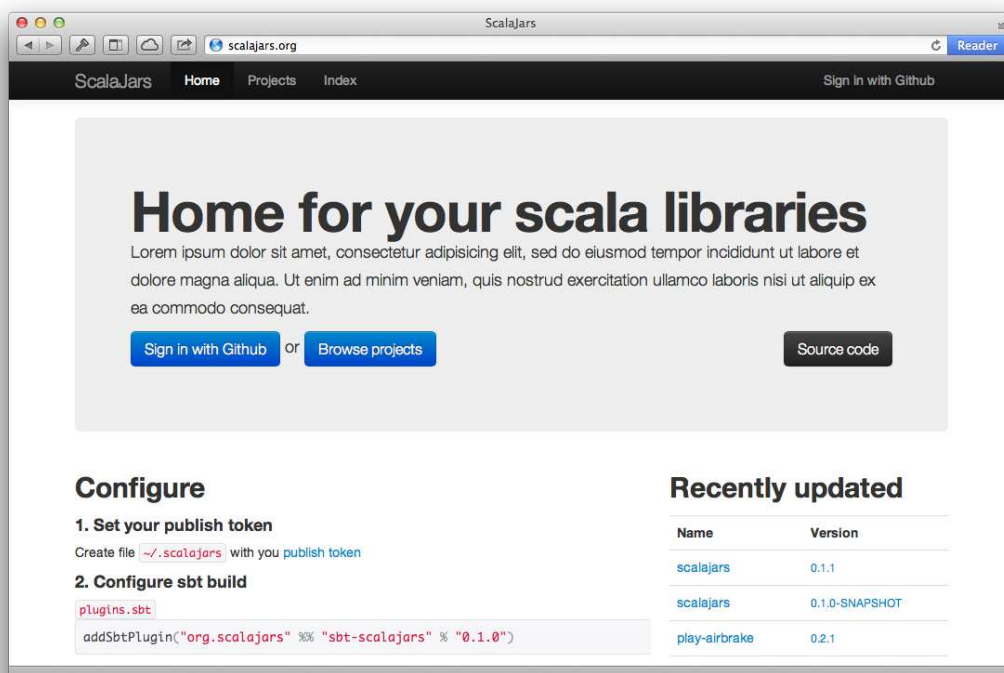 ScalaJars
scalajars.org
Reader
ScalaJars Home Projects Index Sign in with Github
Home for your scala libraries
Lorem ipsum dolor sit amet, consectetur adipisicing elit, sed do eiusmod tempor incididunt ut labore et
dolore magna aliqua. Ut enim ad minim veniam, quis nostrud exercitation ullamco laboris nisi ut aliquip ex
ea commodo consequat.
Sign in with Github or Browse projects Source code
Configure
1. Set your publish token
Create file ~/.scalajars with you publish token
2. Configure sbt build
plugins.sbt
addSbtPlugin("org.scalajars" %% "sbt-scalajars" % "0.1.0")
Recently updated
Name Version
scalajars 0.1.1
scalajars 0.1.0-SNAPSHOT
play-airbrake 0.2.1